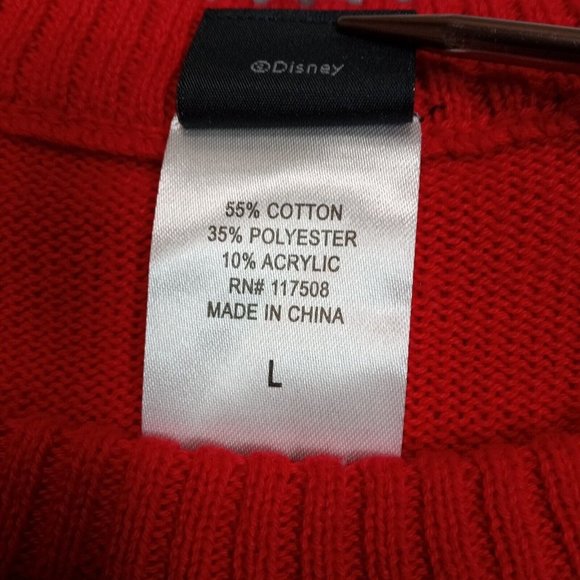 ©Disney
55% COTTON
35% POLYESTER
10% ACRYLIC
RN# 117508
MADE IN CHINA
L